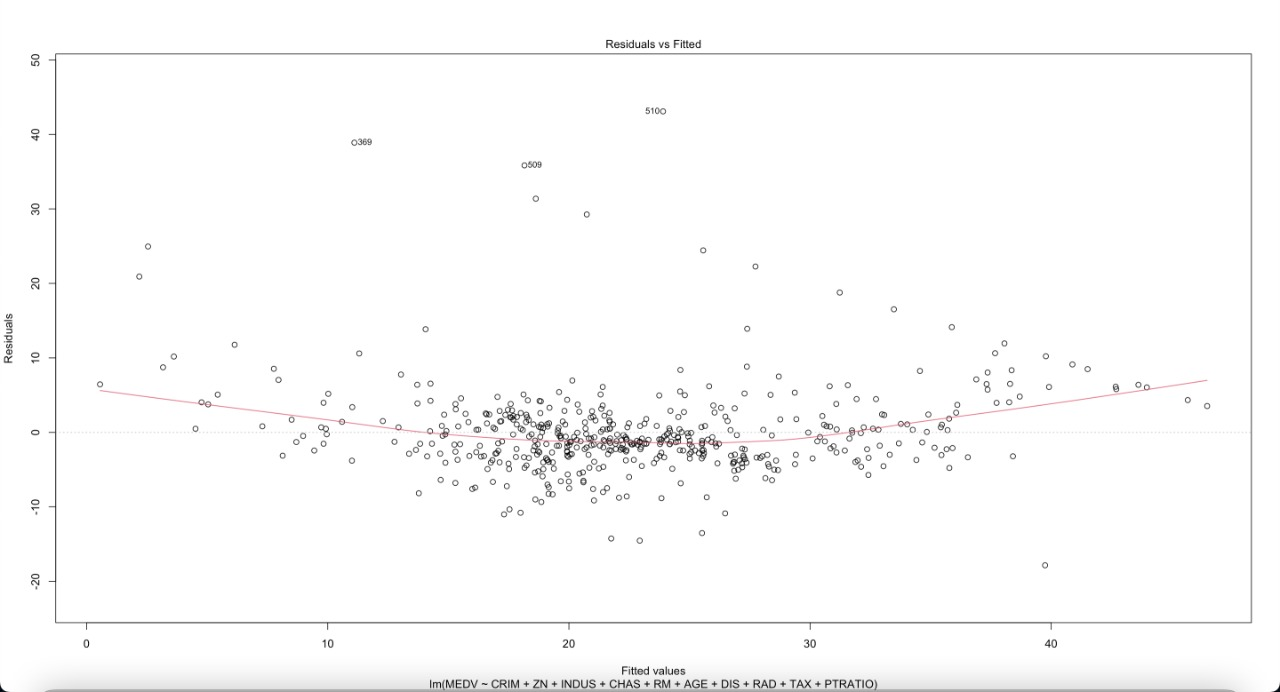 Residuals vs Fitted
50
40
30
20
10
0
-10
-20
Residuals
510
369
509
0 10 20 30 40
Fitted values
lm(MEDV ~ CRIM + ZN + INDUS + CHAS + RM + AGE + DIS + RAD + TAX + PTRATIO)